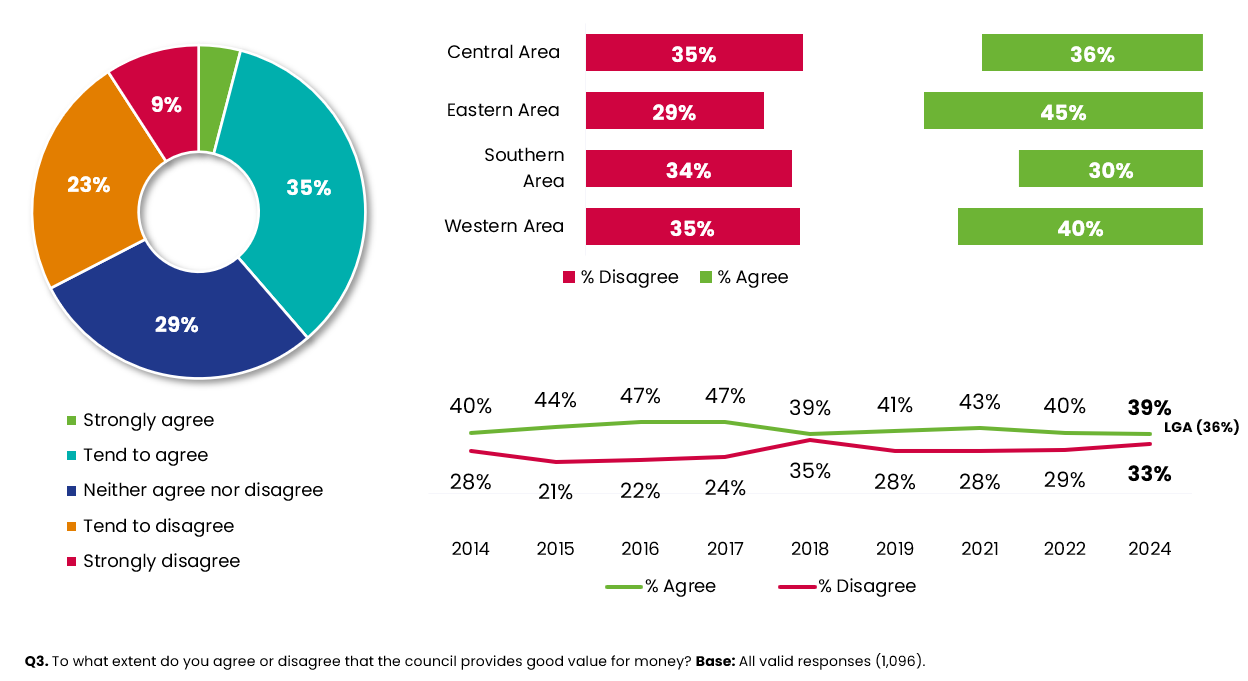 9%
35%
23%
29%
Strongly agree
Tend to agree
Neither agree nor disagree
Tend to disagree
Strongly disagree
Central Area 35% 36%
Eastern Area 29% 45%
Southern
Area 34% 30%
Western Area 35% 40%
% Disagree % Agree
40% 44% 47% 47% 39% 41% 43% 40% 39%
LGA (36%)
28% 21% 22% 24% 35% 28% 28% 29% 33%
2014 2015 2016 2017 2018 2019 2021 2022 2024
% Agree % Disagree
Q3. To what extent do you agree or disagree that the council provides good value for money? Base: All valid responses (1,096).